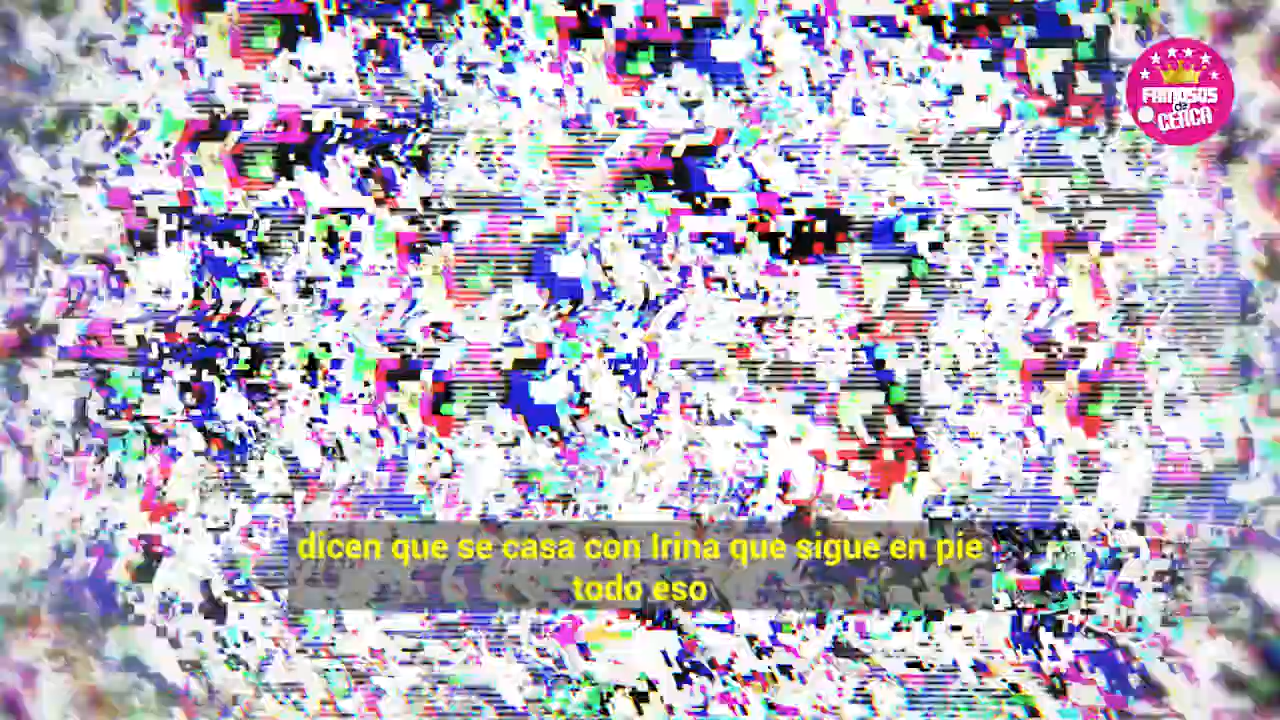 FAMOSOS
de
CERCA
dicen que se casa con Irina que sigue en pie
todo eso